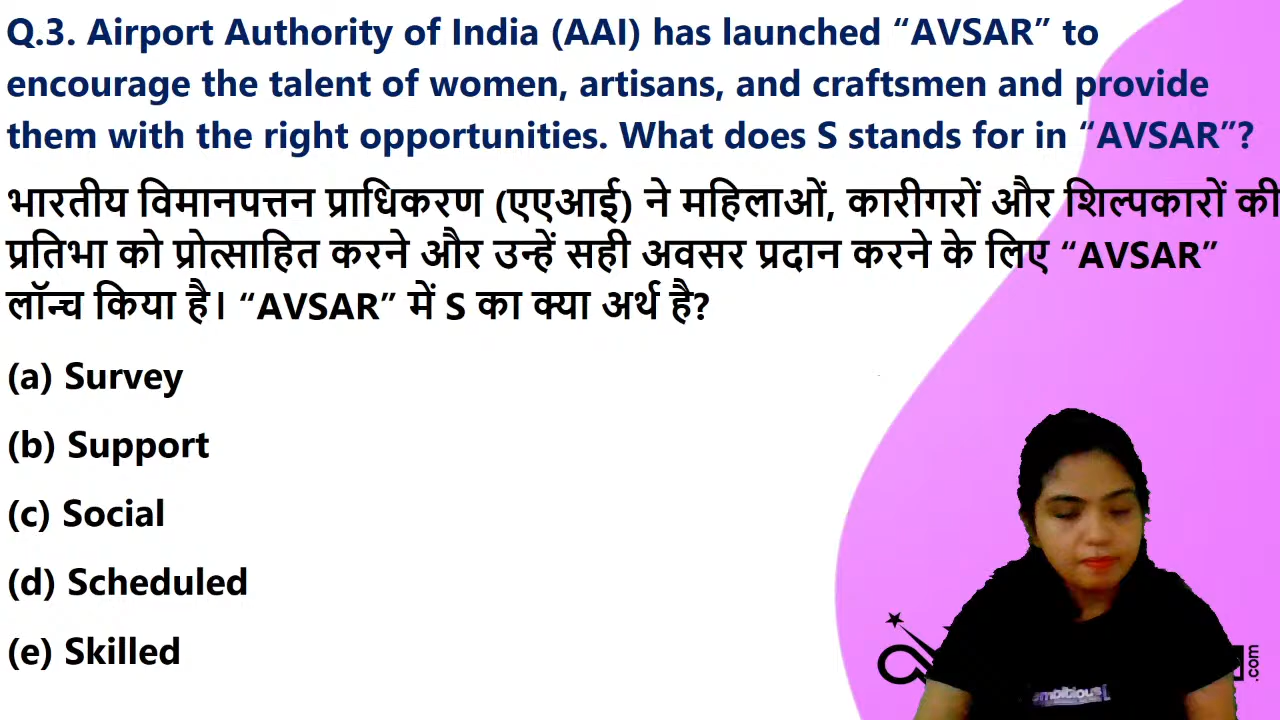 Q.3. Airport Authority of India (AAI) has launched “AVSAR” to
encourage the talent of women, artisans, and craftsmen and provide
them with the right opportunities. What does S stands for in “AVSAR”?
भारतीय विमानपत्तन प्राधिकरण (एएआई) ने महिलाओं, कारीगरों और शिल्पकारों की
प्रतिभा को प्रोत्साहित करने और उन्हें सही अवसर प्रदान करने के लिए “AVSAR”
लॉन्च किया है। “AVSAR” में S का क्या अर्थ है?
(a) Survey
(b) Support
(c) Social
(d) Scheduled
(e) Skilled
.com